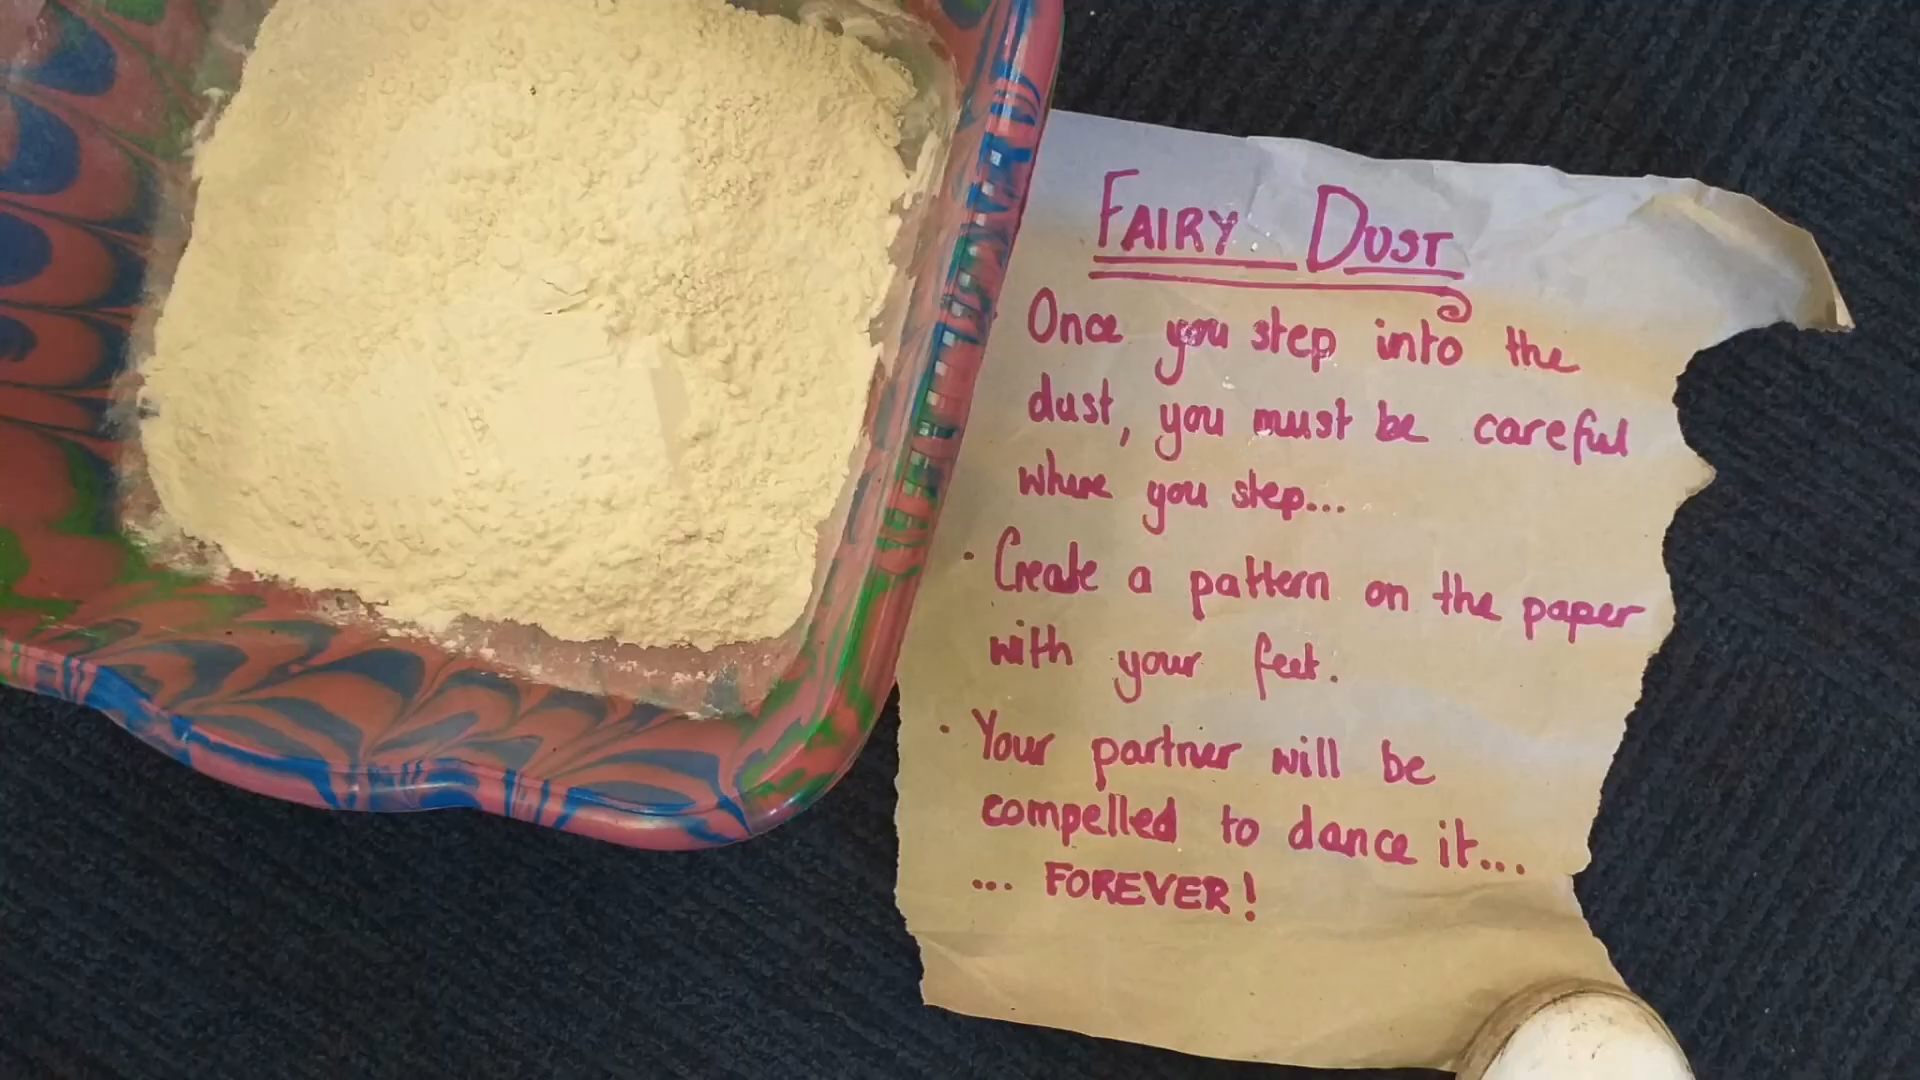 FAIRY DUST
Once you step into the
dust, you must be careful
where you step...
· Create a pattern on the paper
with your feet.
· Your partner will be
compelled to dance it...
... FOREVER!